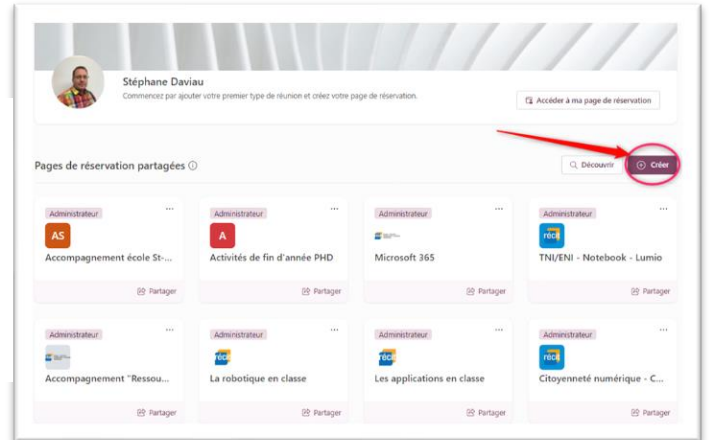 Stéphane Daviau
Commencez par ajouter votre premier type de réunion et créez votre page de réservation.
Accéder à ma page de réservation
Pages de réservation partagées
Découvrir
Créer
Administrateur
Administrateur
Administrateur
Administrateur
AS
A
récit
Accompagnement école St-...
Activités de fin d'année PHD
Microsoft 365
TNI/ENI - Notebook - Lumio
Partager
Partager
Partager
Partager
Administrateur
Administrateur
Administrateur
Administrateur
récit
récit
récit
Accompagnement "Ressou...
La robotique en classe
Les applications en classe
Citoyenneté numérique - C...
Partager
Partager
Partager
Partager